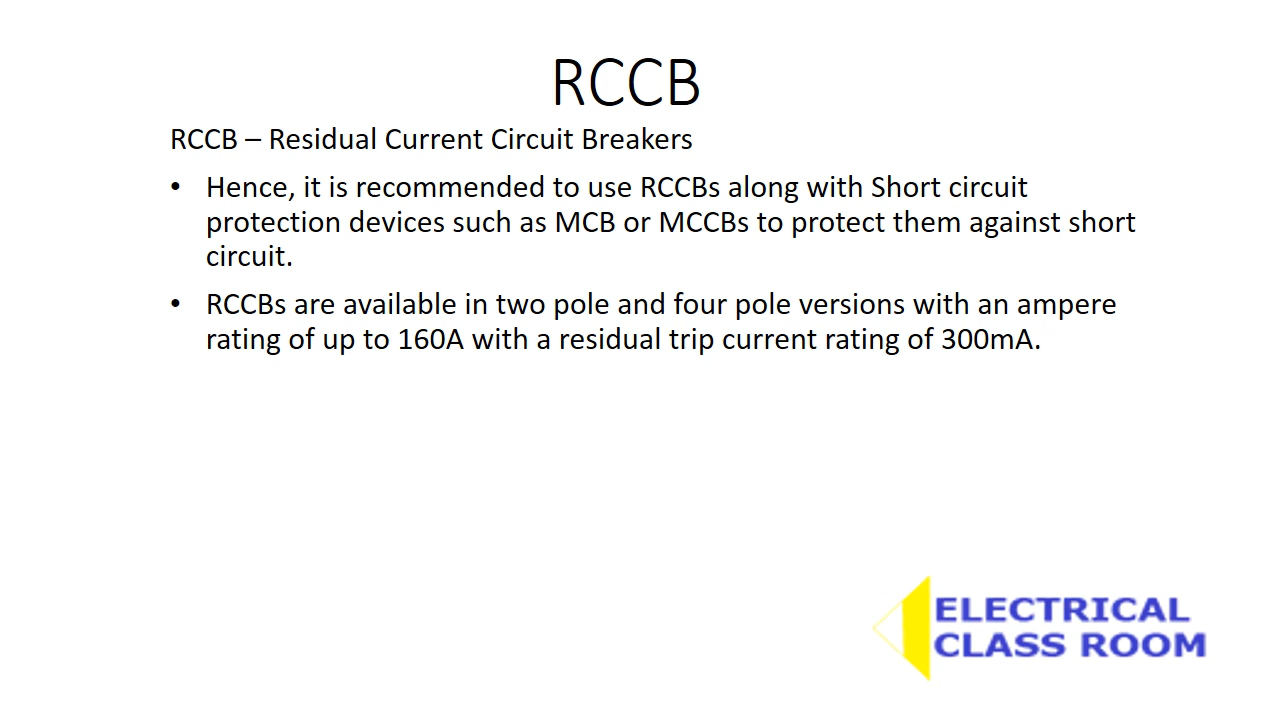 RCCB
RCCB – Residual Current Circuit Breakers
• Hence, it is recommended to use RCCBs along with Short circuit
protection devices such as MCB or MCCBs to protect them against short
circuit.
• RCCBs are available in two pole and four pole versions with an ampere
rating of up to 160A with a residual trip current rating of 300mA.
ELECTRICAL
CLASS ROOM